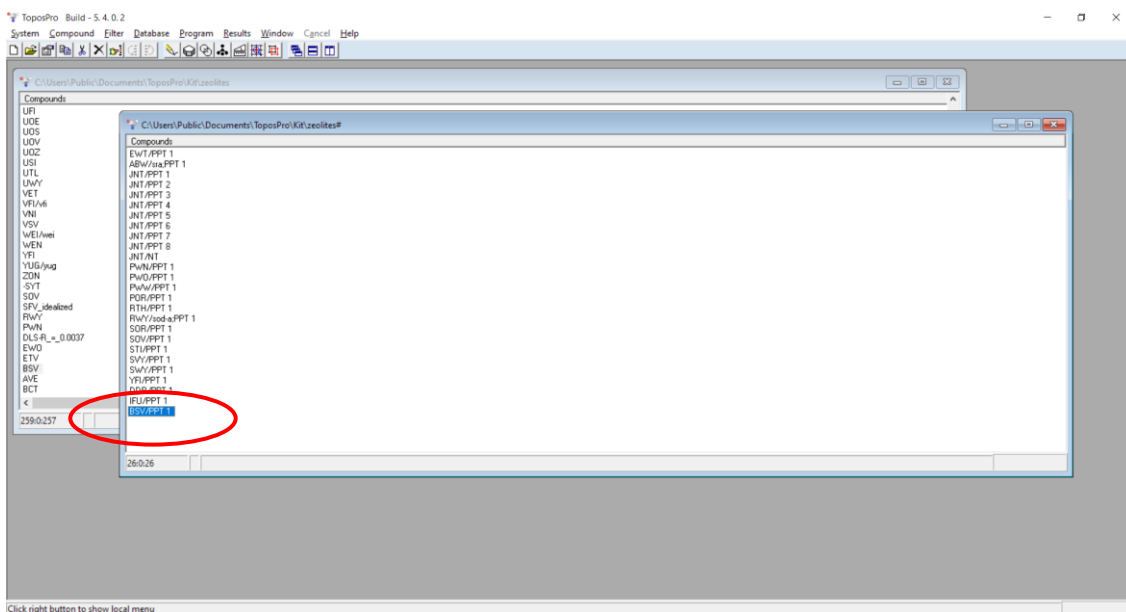 ToposPro Build - 5. 4. 0. 2
System Compound Filter Database Program Results Window Cancel Help
C:\Users\Public\Documents\ToposPro\Kit\zeolites
Compounds
UFI
UOE
UOS
UOV
UOZ
USI
UTL
UWY
VET
VFI/vfi
VNI
VSV
WEI/wei
WEN
YFI
YUG/yug
ZON
-SYT
SOV
SFV_idealized
RWY
PWN
DLS-R_=_0.0037
EWO
ETV
BSV
AVE
BCT
259:0:257
C:\Users\Public\Documents\ToposPro\Kit\zeolites#
Compounds
EWT/PPT 1
ABW/sra;PPT 1
JNT/PPT 1
JNT/PPT 2
JNT/PPT 3
JNT/PPT 4
JNT/PPT 5
JNT/PPT 6
JNT/PPT 7
JNT/PPT 8
JNT/NT
PWN/PPT 1
PWO/PPT 1
PWW/PPT 1
POR/PPT 1
RTH/PPT 1
RWY/sod-a;PPT 1
SOR/PPT 1
SOV/PPT 1
STI/PPT 1
SVY/PPT 1
SWY/PPT 1
YFI/PPT 1
DDR/PPT 1
IFU/PPT 1
BSV/PPT 1
26:0:26
Click right button to show local menu